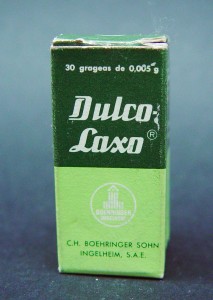 30 grageas de 0,005 g
Dulco-
Laxo®
C.H. BOEHRINGER SOHN
INGELHEIM, S.A.E.